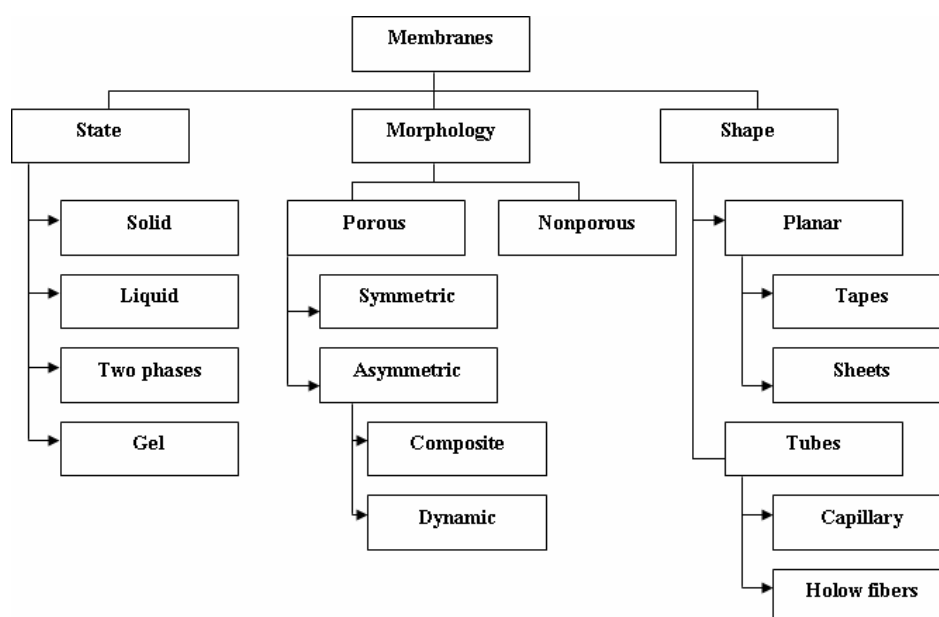 Membranes
State
Morphology
Shape
Solid
Liquid
Two phases
Gel
Porous
Nonporous
Symmetric
Asymmetric
Composite
Dynamic
Planar
Tapes
Sheets
Tubes
Capillary
Holow fibers